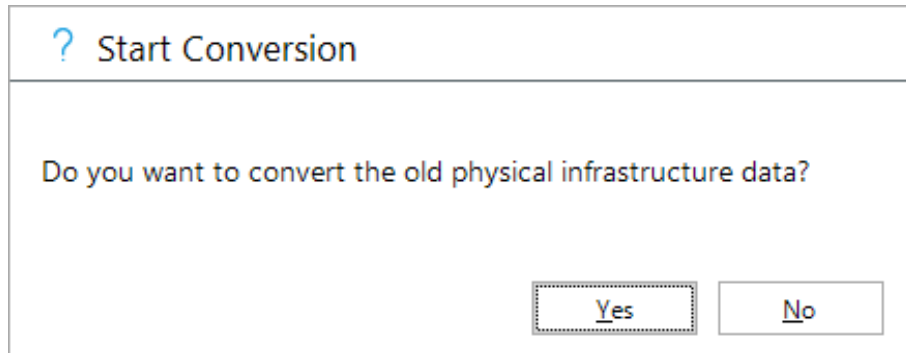 ? Start Conversion
Do you want to convert the old physical infrastructure data?
Yes No